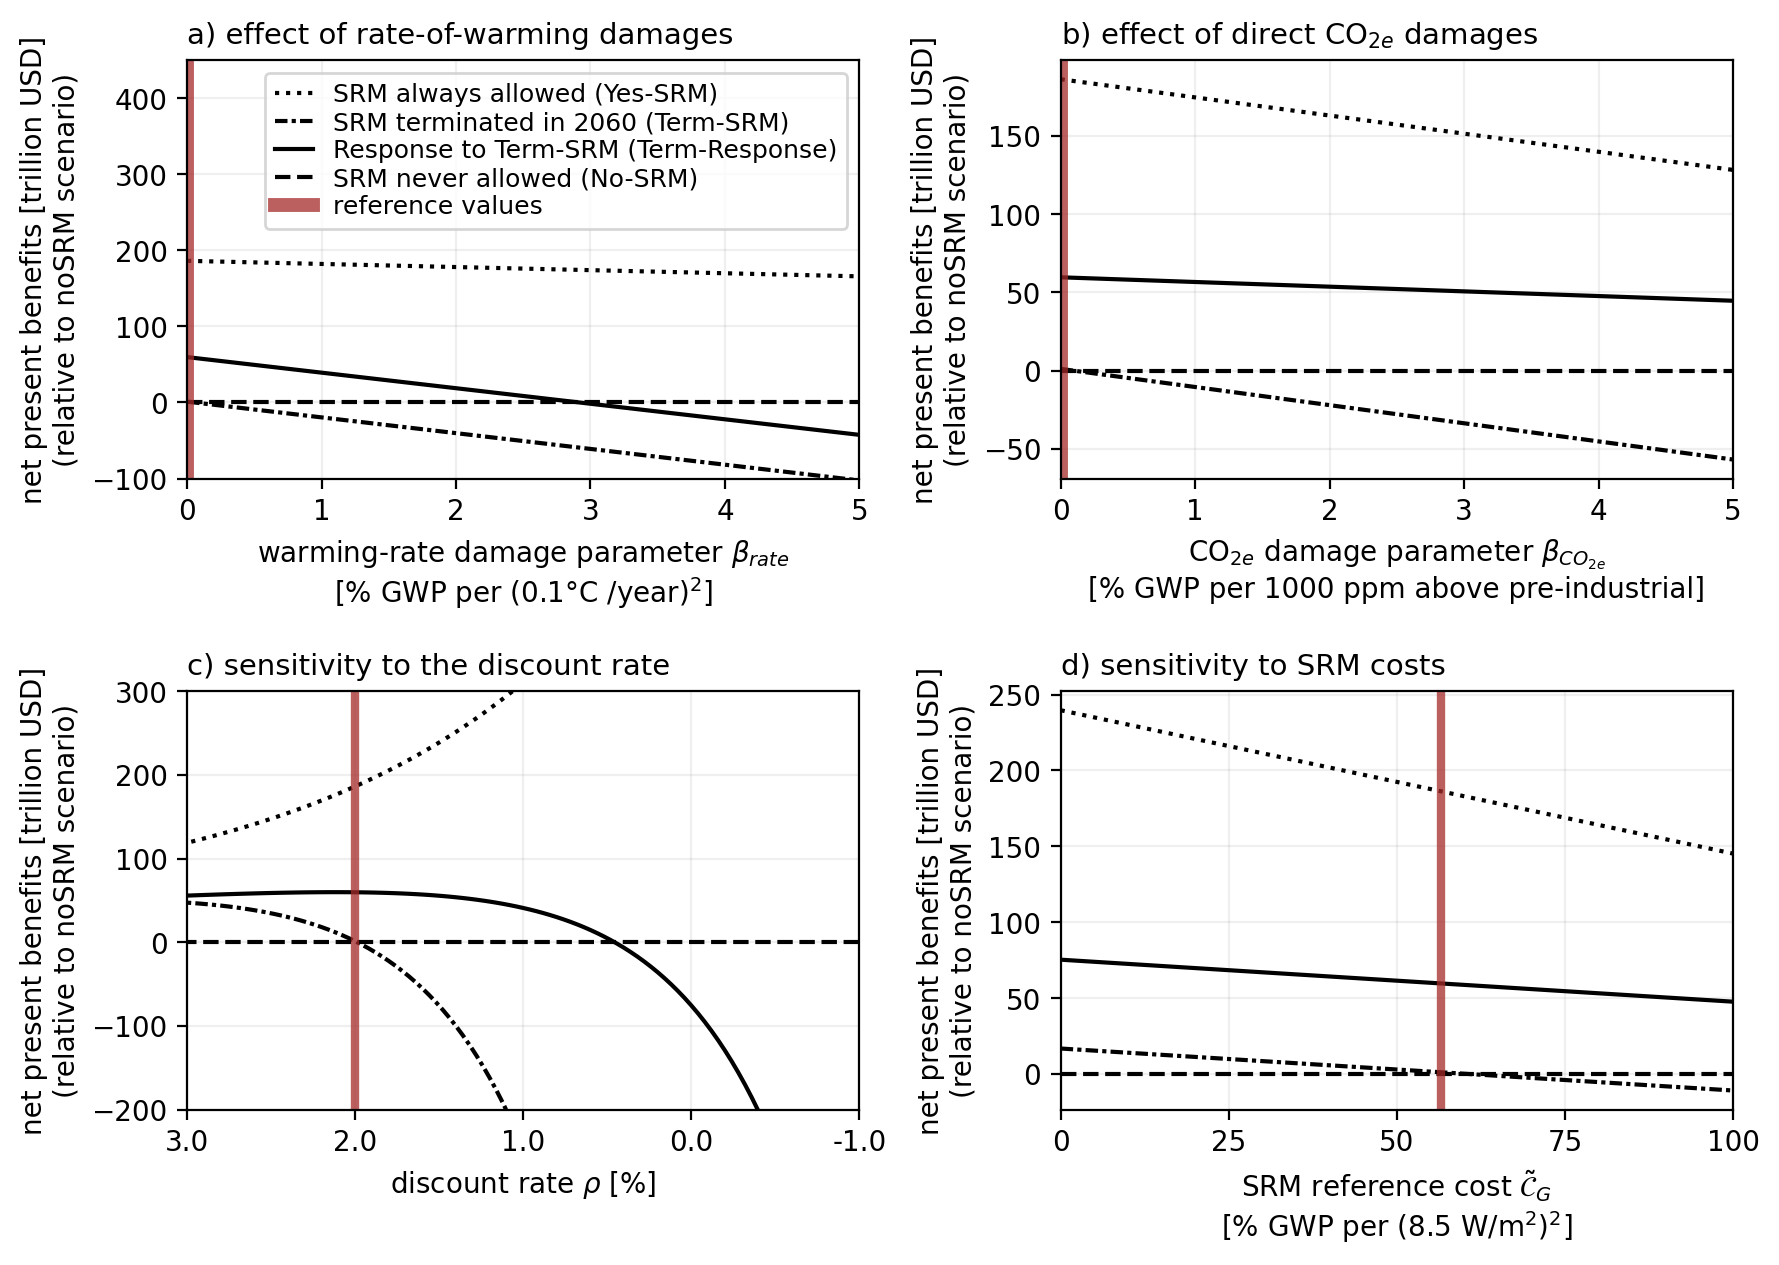 a) effect of rate-of-warming damages
net present benefits [trillion USD]
(relative to noSRM scenario)
400
300
200
100
0
−100
SRM always allowed (Yes-SRM)
SRM terminated in 2060 (Term-SRM)
Response to Term-SRM (Term-Response)
SRM never allowed (No-SRM)
reference values
0 1 2 3 4 5
warming-rate damage parameter βrate
[% GWP per (0.1°C /year)²]
b) effect of direct CO₂e damages
net present benefits [trillion USD]
(relative to noSRM scenario)
150
100
50
0
−50
0 1 2 3 4 5
CO₂e damage parameter βCO₂e
[% GWP per 1000 ppm above pre-industrial]
c) sensitivity to the discount rate
net present benefits [trillion USD]
(relative to noSRM scenario)
300
200
100
0
−100
−200
3.0 2.0 1.0 0.0 -1.0
discount rate ρ [%]
d) sensitivity to SRM costs
net present benefits [trillion USD]
(relative to noSRM scenario)
250
200
150
100
50
0
0 25 50 75 100
SRM reference cost C̃G
[% GWP per (8.5 W/m²)²]